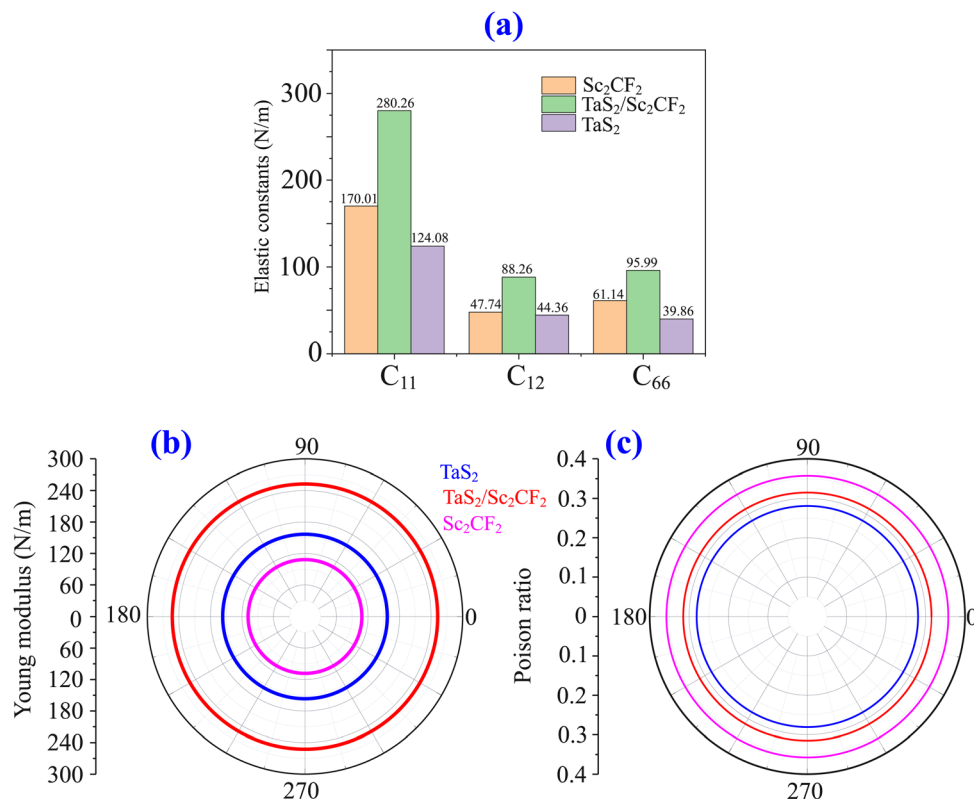 (a)
Elastic constants (N/m)
300
200
100
0
Sc₂CF₂
TaS₂/Sc₂CF₂
TaS₂
170.01
280.26
124.08
47.74
88.26
44.36
61.14
95.99
39.86
C₁₁
C₁₂
C₆₆
(b)
Young modulus (N/m)
300
240
180
120
60
0
60
120
180
240
300
90
180
0
270
TaS₂
TaS₂/Sc₂CF₂
Sc₂CF₂
(c)
Poison ratio
0.4
0.3
0.2
0.1
0
0.1
0.2
0.3
0.4
90
180
0
270